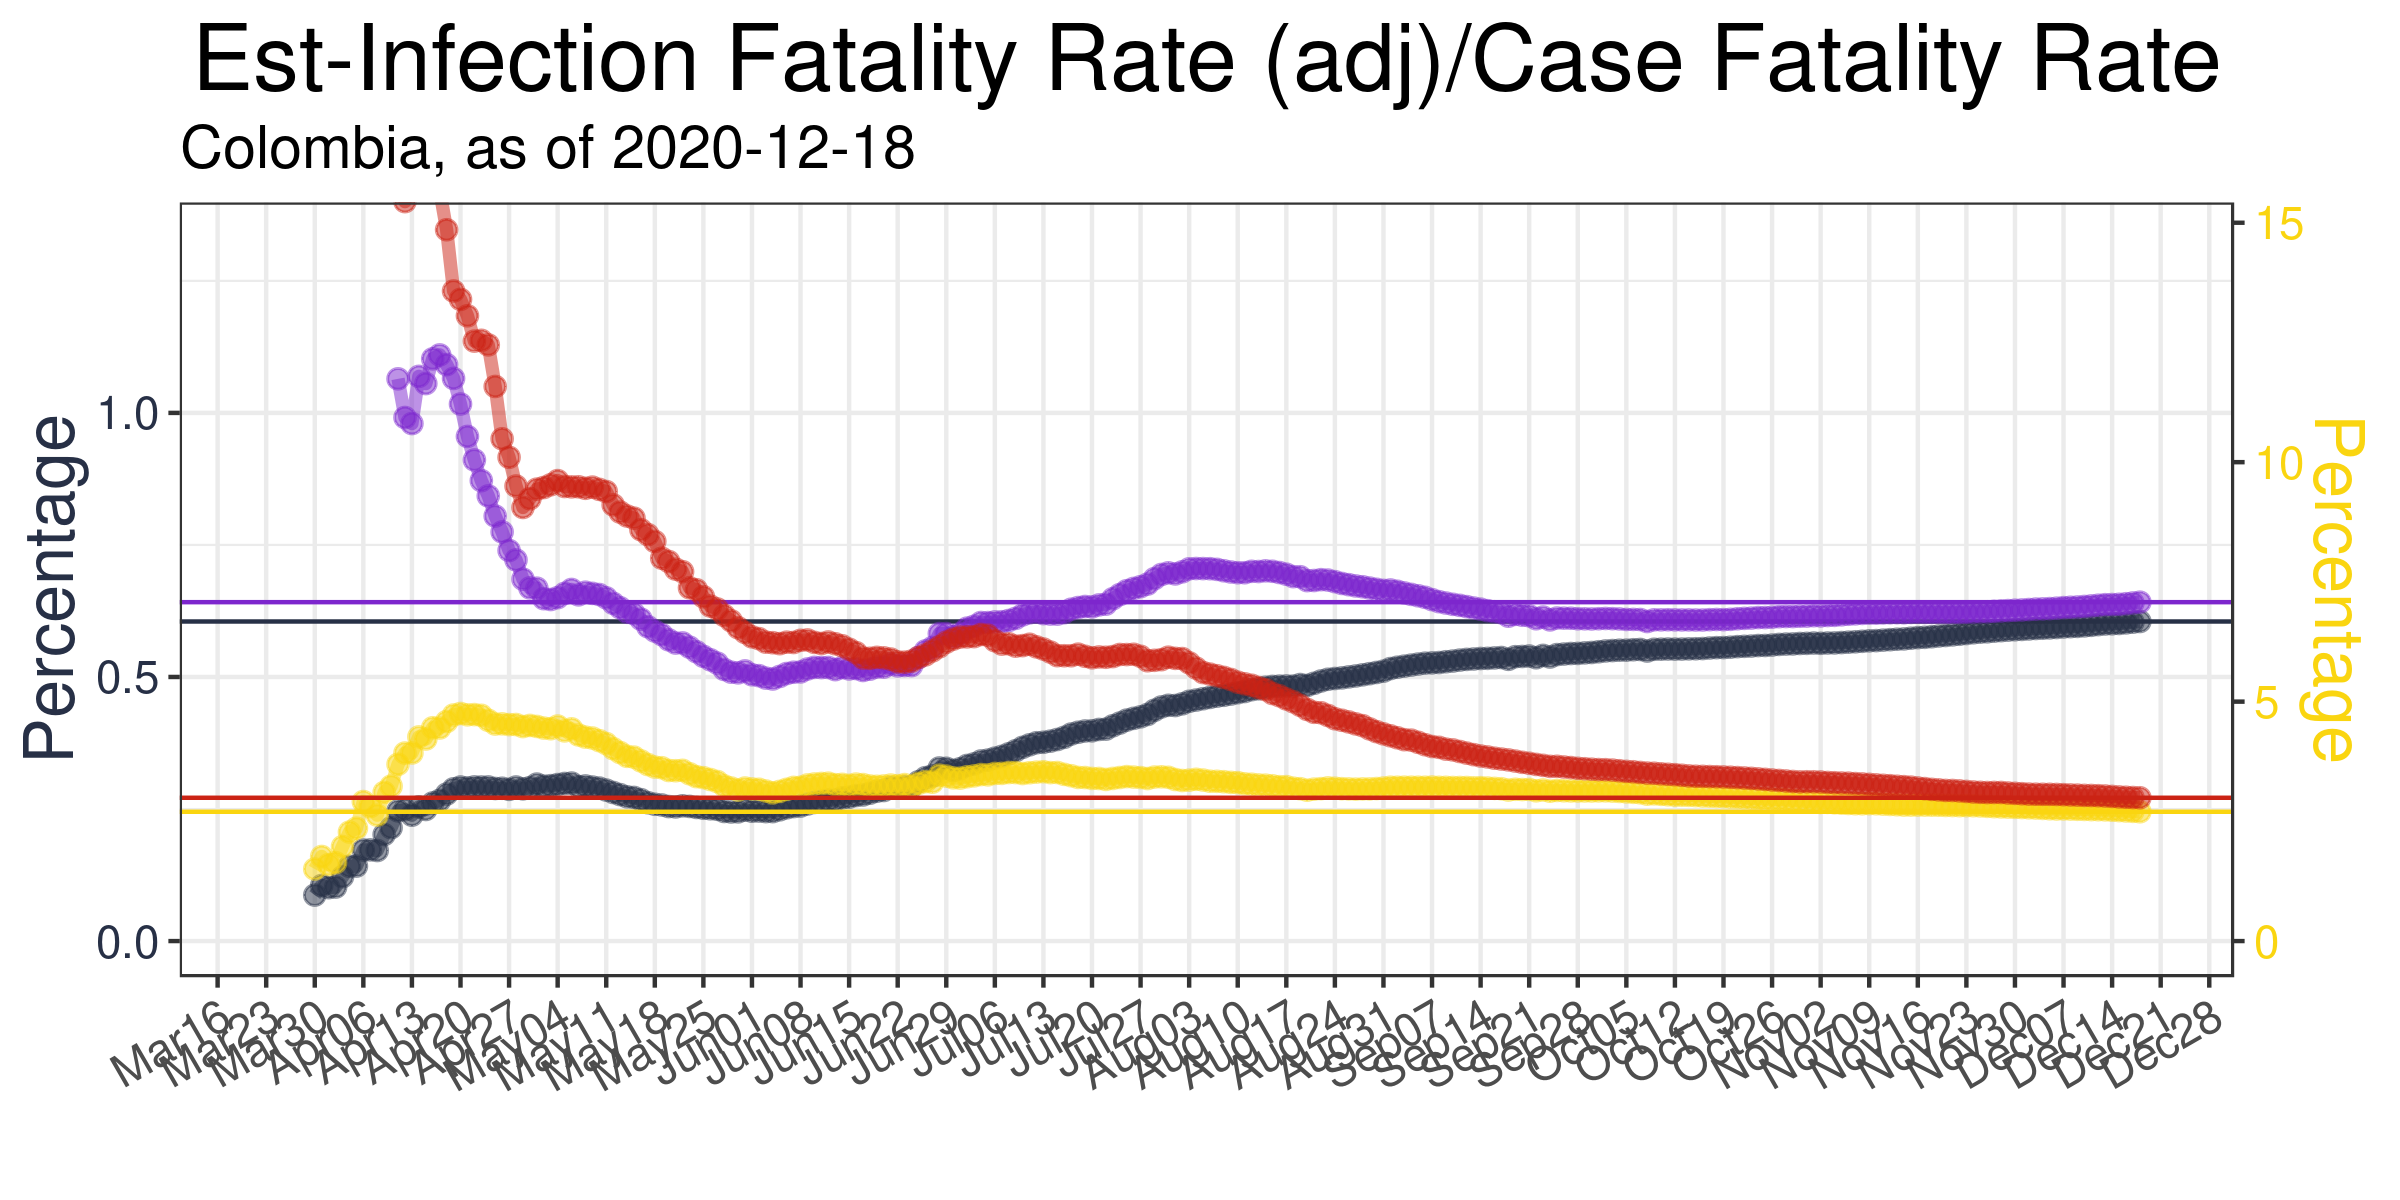 Est-Infection Fatality Rate (adj)/Case Fatality Rate
Colombia, as of 2020-12-18
Percentage
1.0
0.5
0.0
15
10
5
0
Percentage
Mar16
Mar23
Mar30
Apr06
Apr13
Apr20
Apr27
May04
May11
May18
May25
Jun01
Jun08
Jun15
Jun22
Jun29
Jul06
Jul13
Jul20
Jul27
Aug03
Aug10
Aug17
Aug24
Aug31
Sep07
Sep14
Sep21
Sep28
Oct05
Oct12
Oct19
Oct26
Nov02
Nov09
Nov16
Nov23
Nov30
Dec07
Dec14
Dec21
Dec28